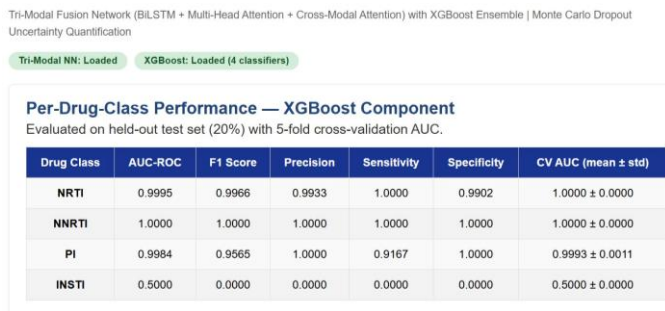 Tri-Modal Fusion Network (BiLSTM + Multi-Head Attention + Cross-Modal Attention) with XGBoost Ensemble | Monte Carlo Dropout
Uncertainty Quantification
Tri-Modal NN: Loaded XGBoost: Loaded (4 classifiers)
Per-Drug-Class Performance — XGBoost Component
Evaluated on held-out test set (20%) with 5-fold cross-validation AUC.
Drug Class AUC-ROC F1 Score Precision Sensitivity Specificity CV AUC (mean ± std)
NRTI 0.9995 0.9966 0.9933 1.0000 0.9902 1.0000 ± 0.0000
NNRTI 1.0000 1.0000 1.0000 1.0000 1.0000 1.0000 ± 0.0000
PI 0.9984 0.9565 1.0000 0.9167 1.0000 0.9993 ± 0.0011
INSTI 0.5000 0.0000 0.0000 0.0000 0.0000 0.5000 ± 0.0000